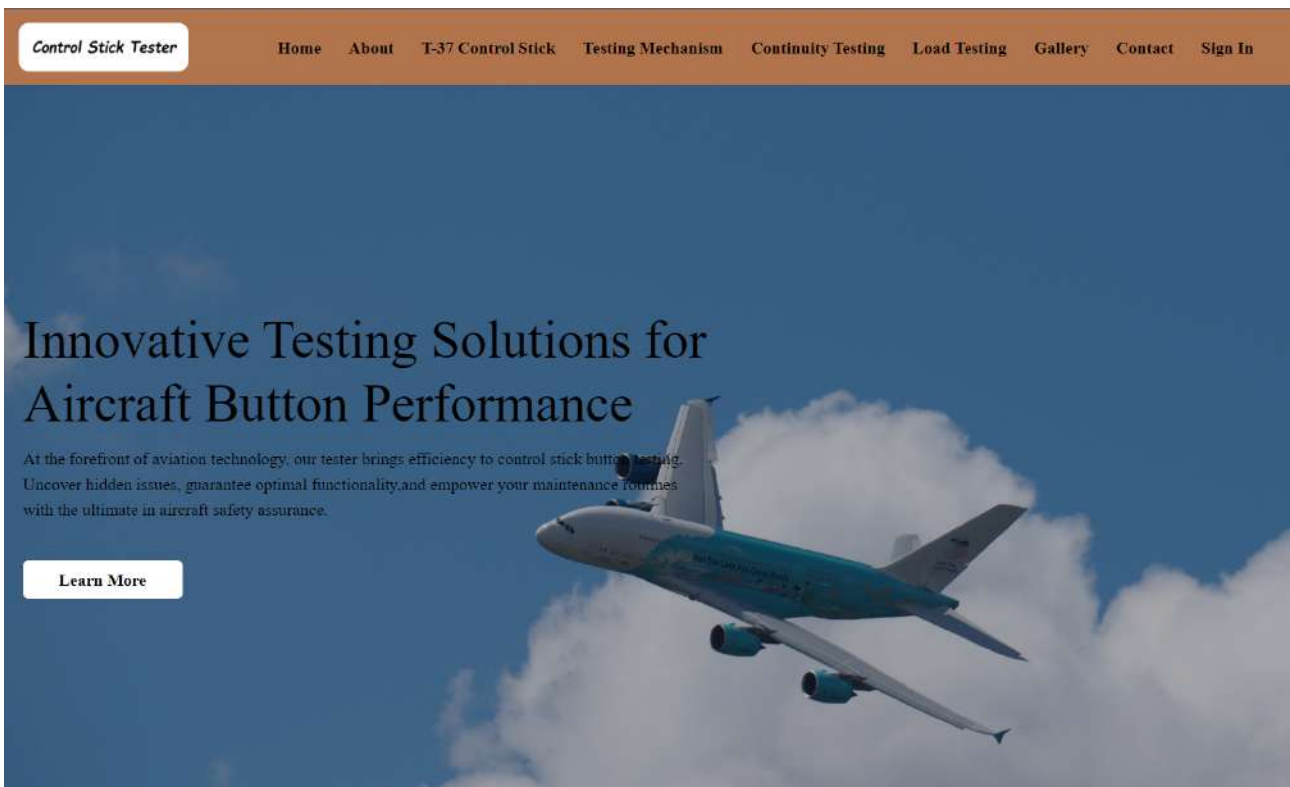 Control Stick Tester
Home About T-37 Control Stick Testing Mechanism Continuity Testing Load Testing Gallery Contact Sign In
Innovative Testing Solutions for
Aircraft Button Performance
At the forefront of aviation technology, our tester brings efficiency to control stick button testing.
Uncover hidden issues, guarantee optimal functionality,and empower your maintenance routines
with the ultimate in aircraft safety assurance.
Learn More